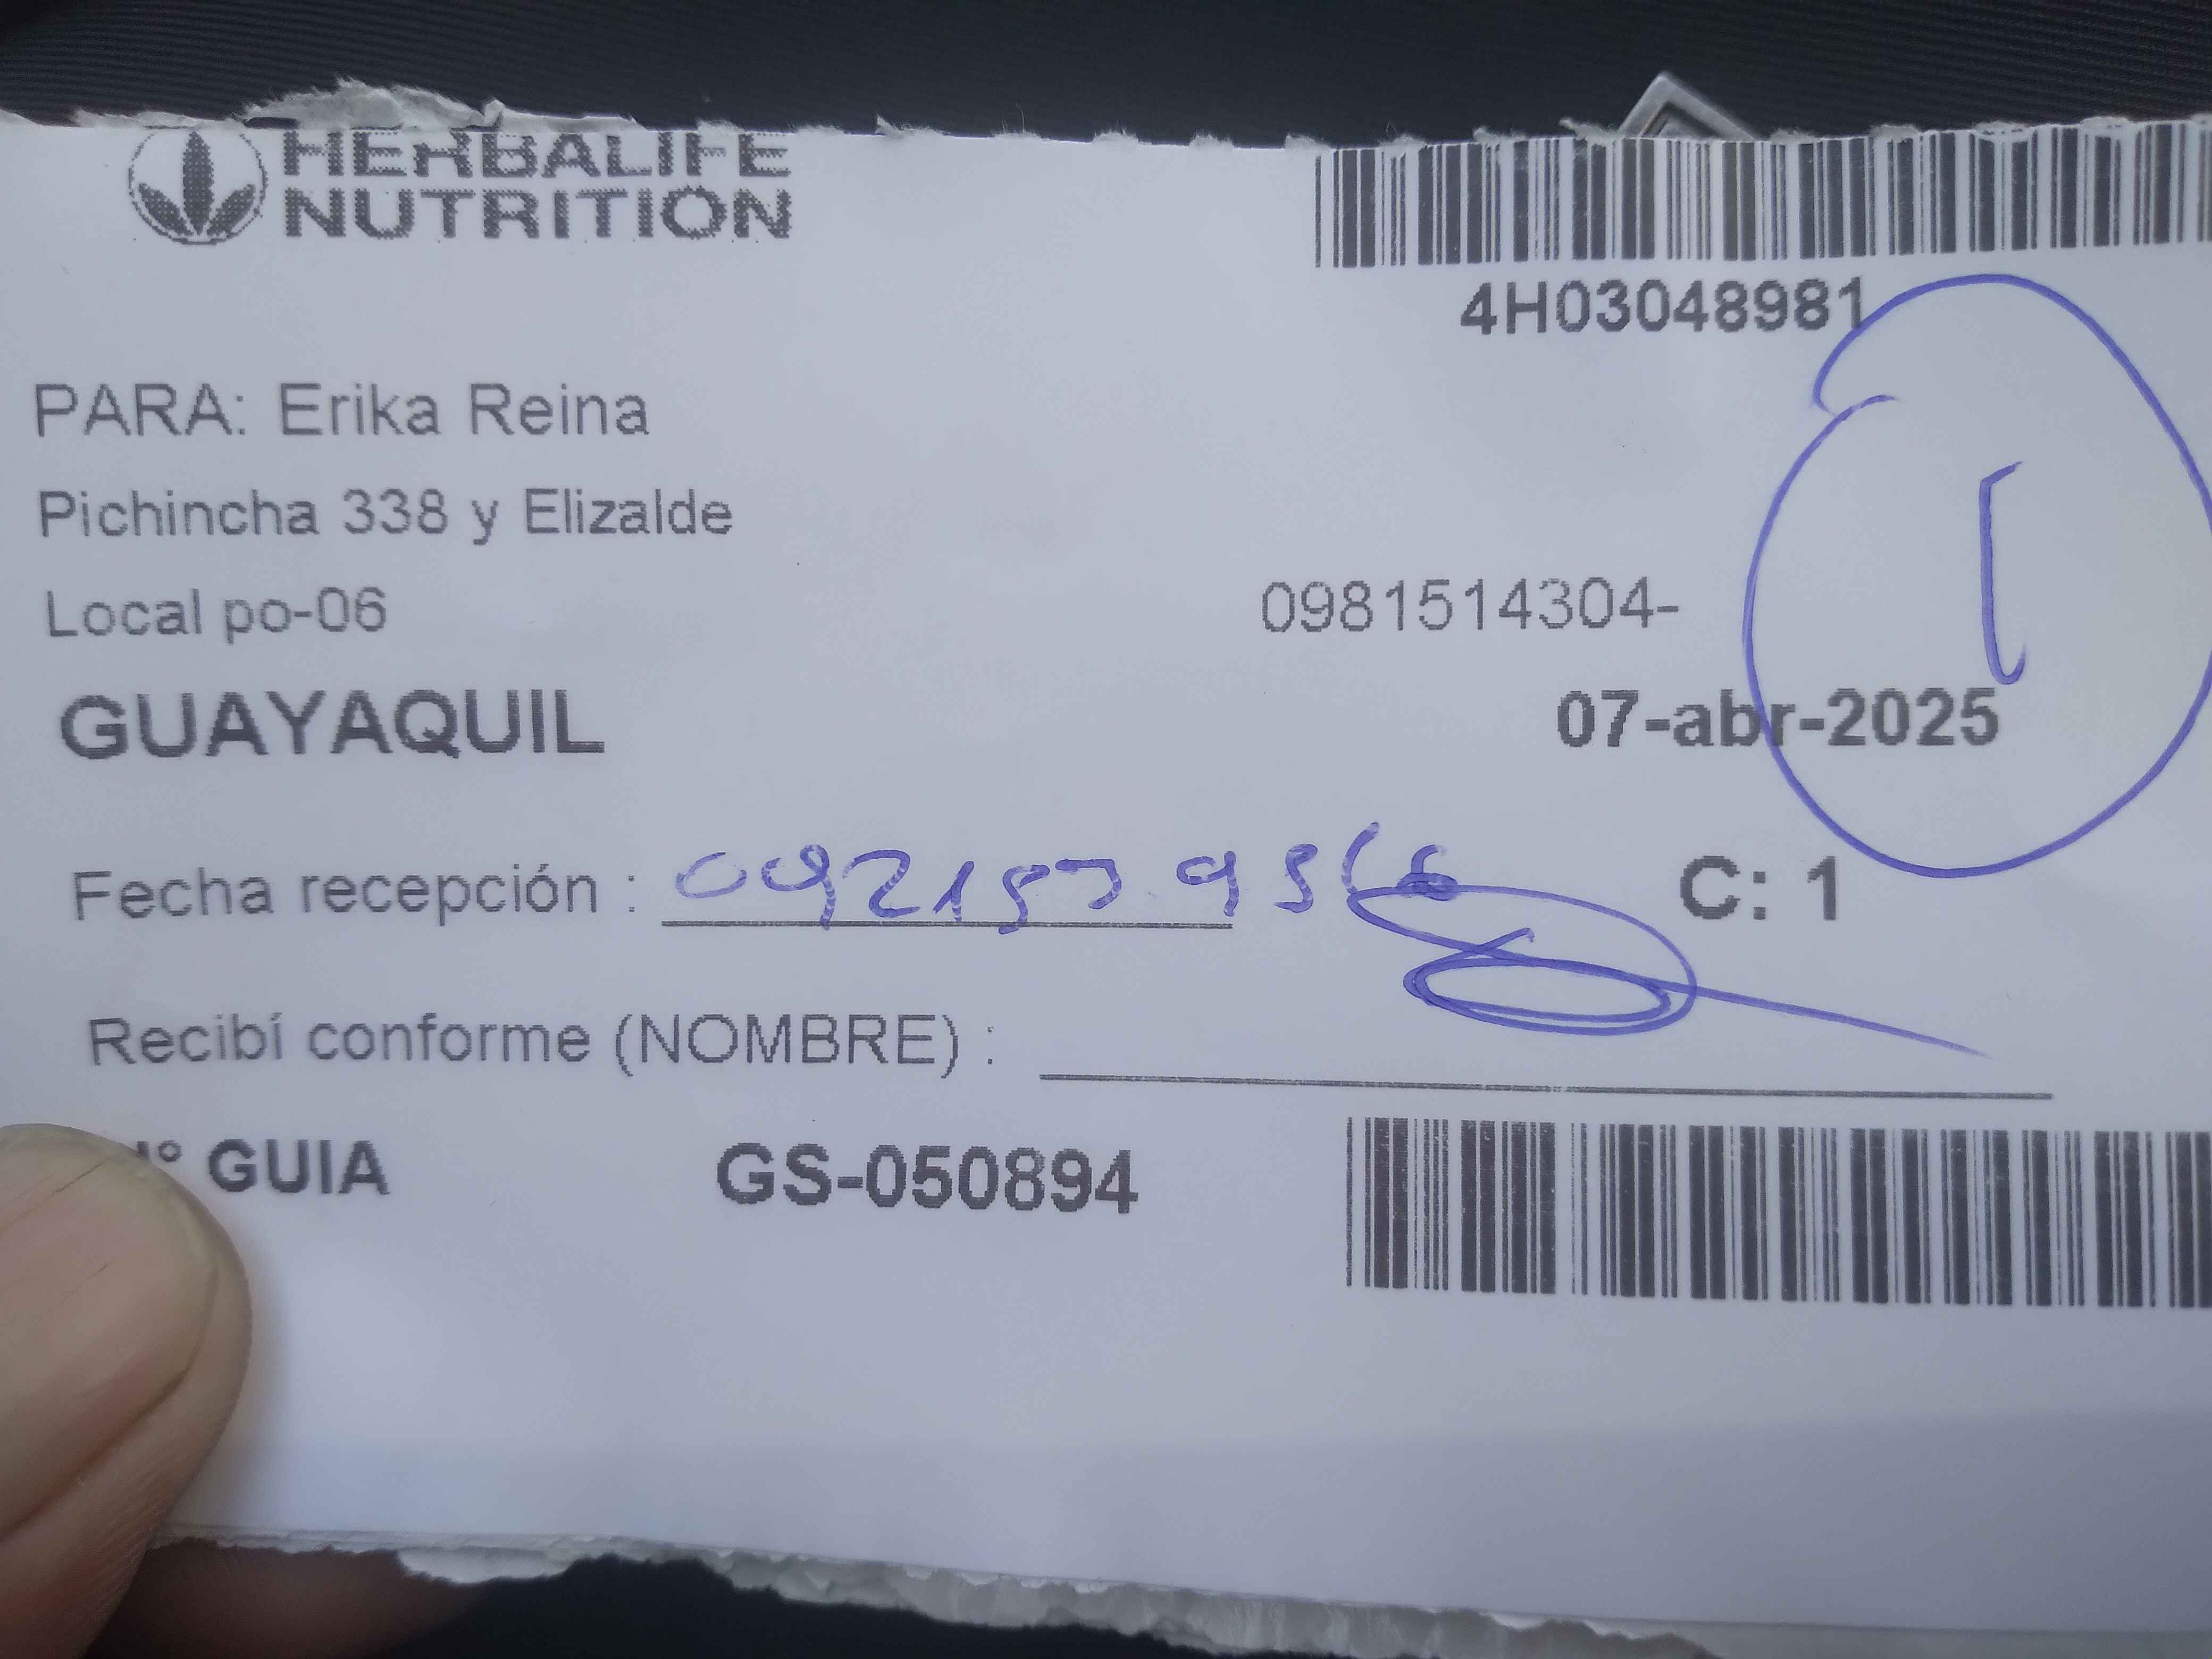 HERBALIFE
NUTRITION
4H03048981
PARA: Erika Reina
Pichincha 338 y Elizalde
Local po-06
0981514304-
GUAYAQUIL
07-abr-2025
Fecha recepción :
C: 1
Recibí conforme (NOMBRE) :
N° GUIA GS-050894